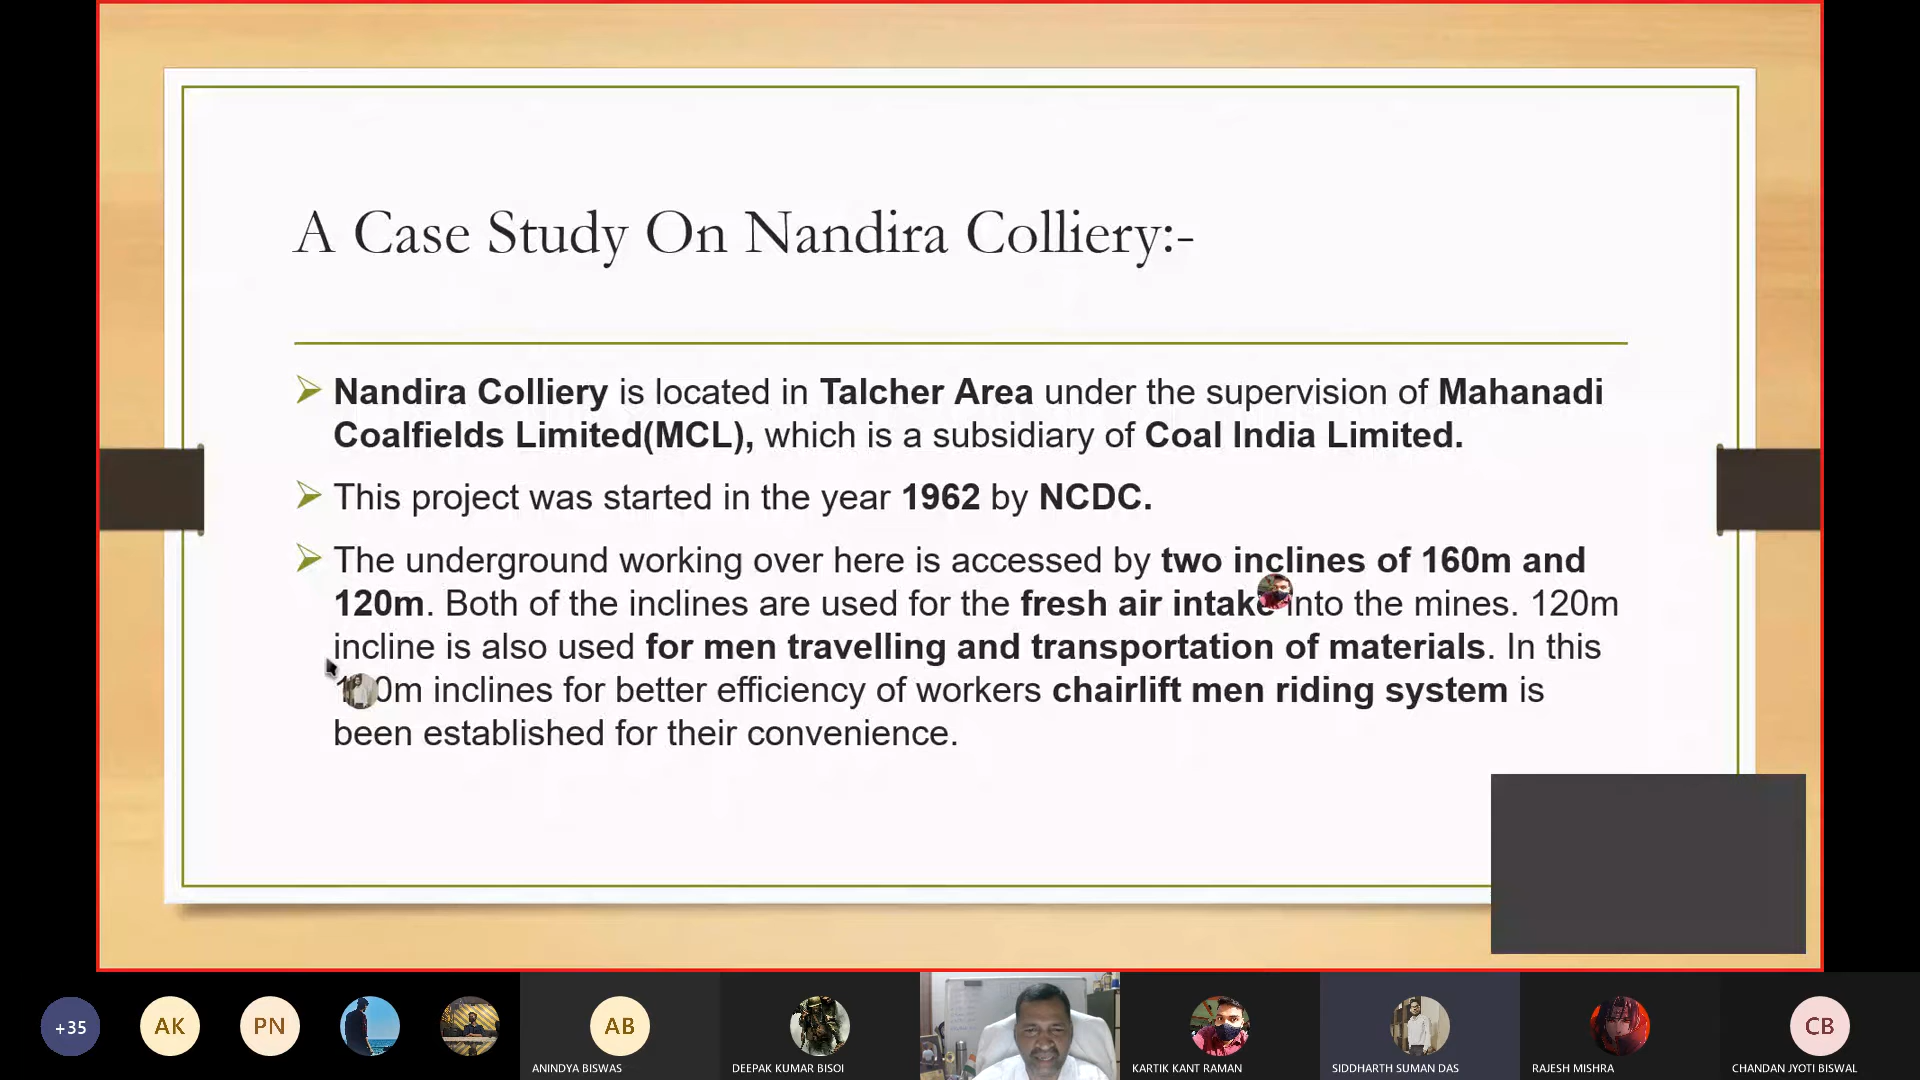 A Case Study On Nandira Colliery:-
Nandira Colliery is located in Talcher Area under the supervision of Mahanadi
Coalfields Limited(MCL), which is a subsidiary of Coal India Limited.
This project was started in the year 1962 by NCDC.
The underground working over here is accessed by two inclines of 160m and
120m. Both of the inclines are used for the fresh air intake into the mines. 120m
incline is also used for men travelling and transportation of materials. In this
inclines for better efficiency of workers chairlift men riding system is
been established for their convenience.
+35
AK
PN
AB
CB
ANINDYA BISWAS
DEEPAK KUMAR BISOI
KARTIK KANT RAMAN
SIDDHARTH SUMAN DAS
RAJESH MISHRA
CHANDAN JYOTI BISWAL